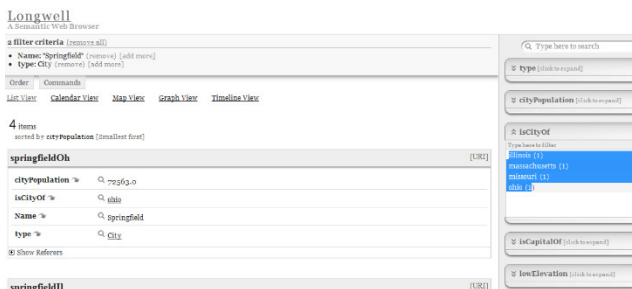 Longwell
A Semantic Web Browser
2 filter criteria (remove all)
• Name: "Springfield" (remove) [add more]
• type: City (remove) [add more]
Order Commands
List View Calendar View Map View Graph View Timeline View
4 items
sorted by cityPopulation [Smallest first]
springfieldOh [URI]
cityPopulation 72563.0
isCityOf ohio
Name Springfield
type City
Show Referers
springfieldIl [URI]
Type here to search
type [click to expand]
cityPopulation [click to expand]
isCityOf
Type here to filter
illinois (1)
massachusetts (1)
missouri (1)
ohio (1)
isCapitalOf [click to expand]
lowElevation [click to expand]